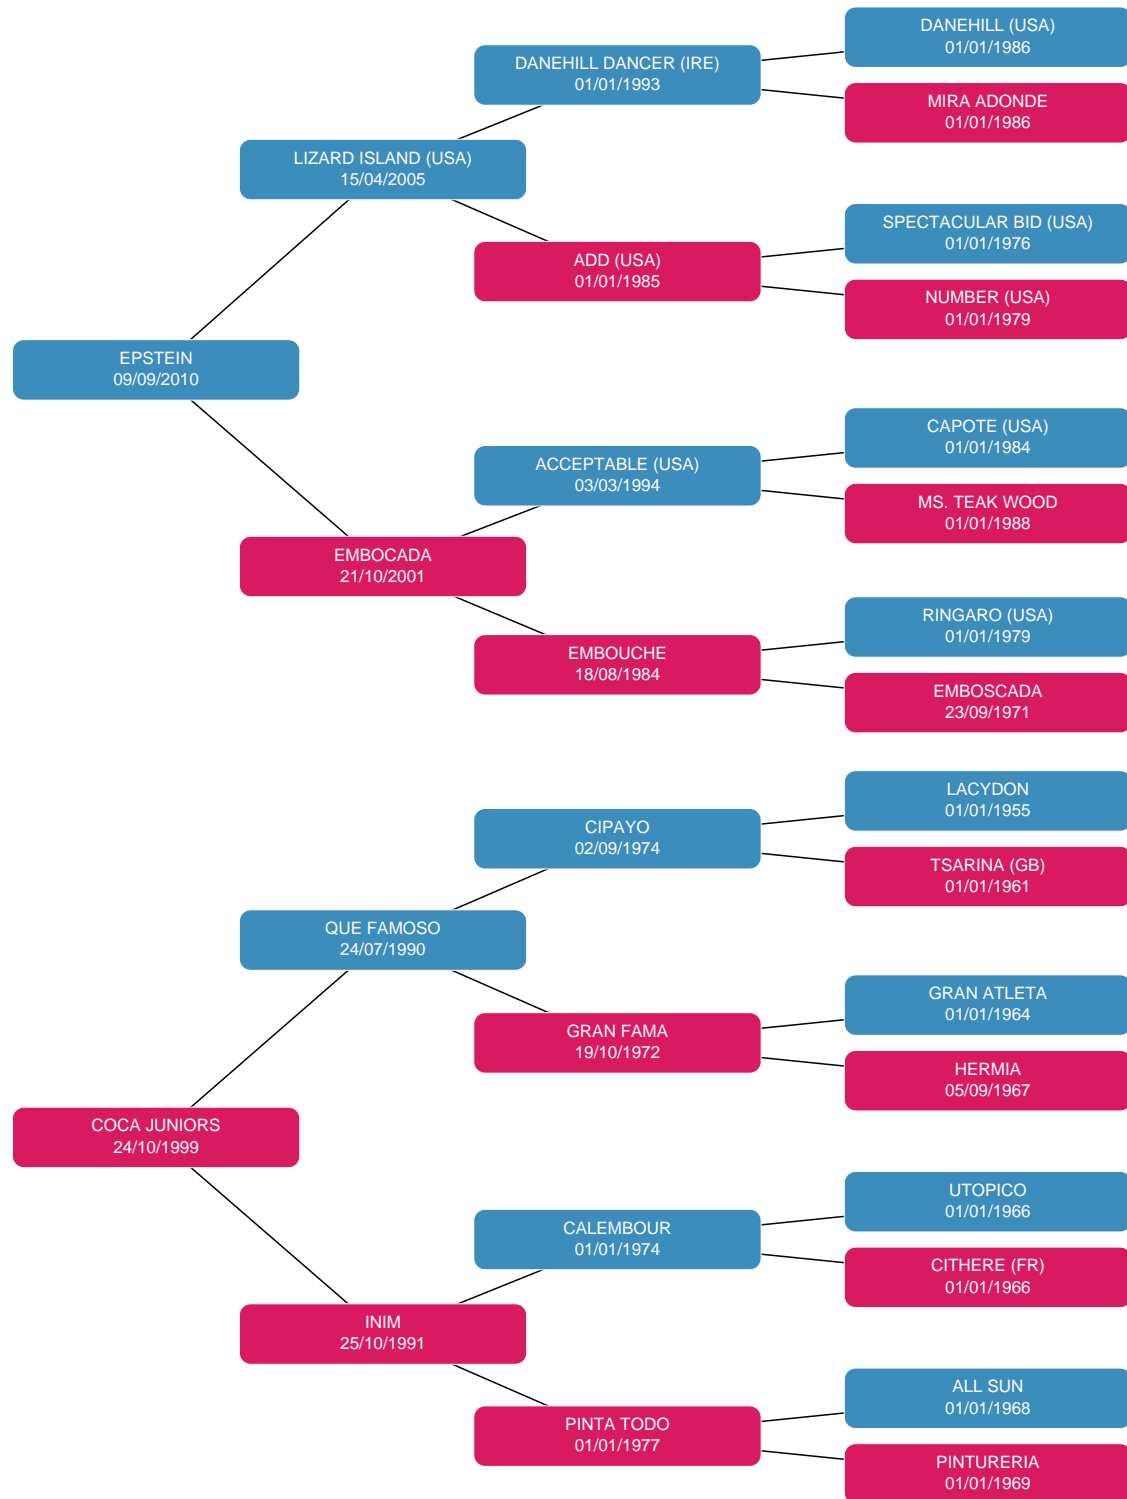 DANEHILL (USA)
01/01/1986
DANEHILL DANCER (IRE)
01/01/1993
MIRA ADONDE
01/01/1986
LIZARD ISLAND (USA)
15/04/2005
SPECTACULAR BID (USA)
01/01/1976
ADD (USA)
01/01/1985
NUMBER (USA)
01/01/1979
EPSTEIN
09/09/2010
CAPOTE (USA)
01/01/1984
ACCEPTABLE (USA)
03/03/1994
MS. TEAK WOOD
01/01/1988
EMBOCADA
21/10/2001
RINGARO (USA)
01/01/1979
EMBOUCHE
18/08/1984
EMBOSCADA
23/09/1971
LACYDON
01/01/1955
CIPAYO
02/09/1974
TSARINA (GB)
01/01/1961
QUE FAMOSO
24/07/1990
GRAN ATLETA
01/01/1964
GRAN FAMA
19/10/1972
HERMIA
05/09/1967
COCA JUNIORS
24/10/1999
UTOPICO
01/01/1966
CALEMBOUR
01/01/1974
CITHERE (FR)
01/01/1966
INIM
25/10/1991
ALL SUN
01/01/1968
PINTA TODO
01/01/1977
PINTURERIA
01/01/1969